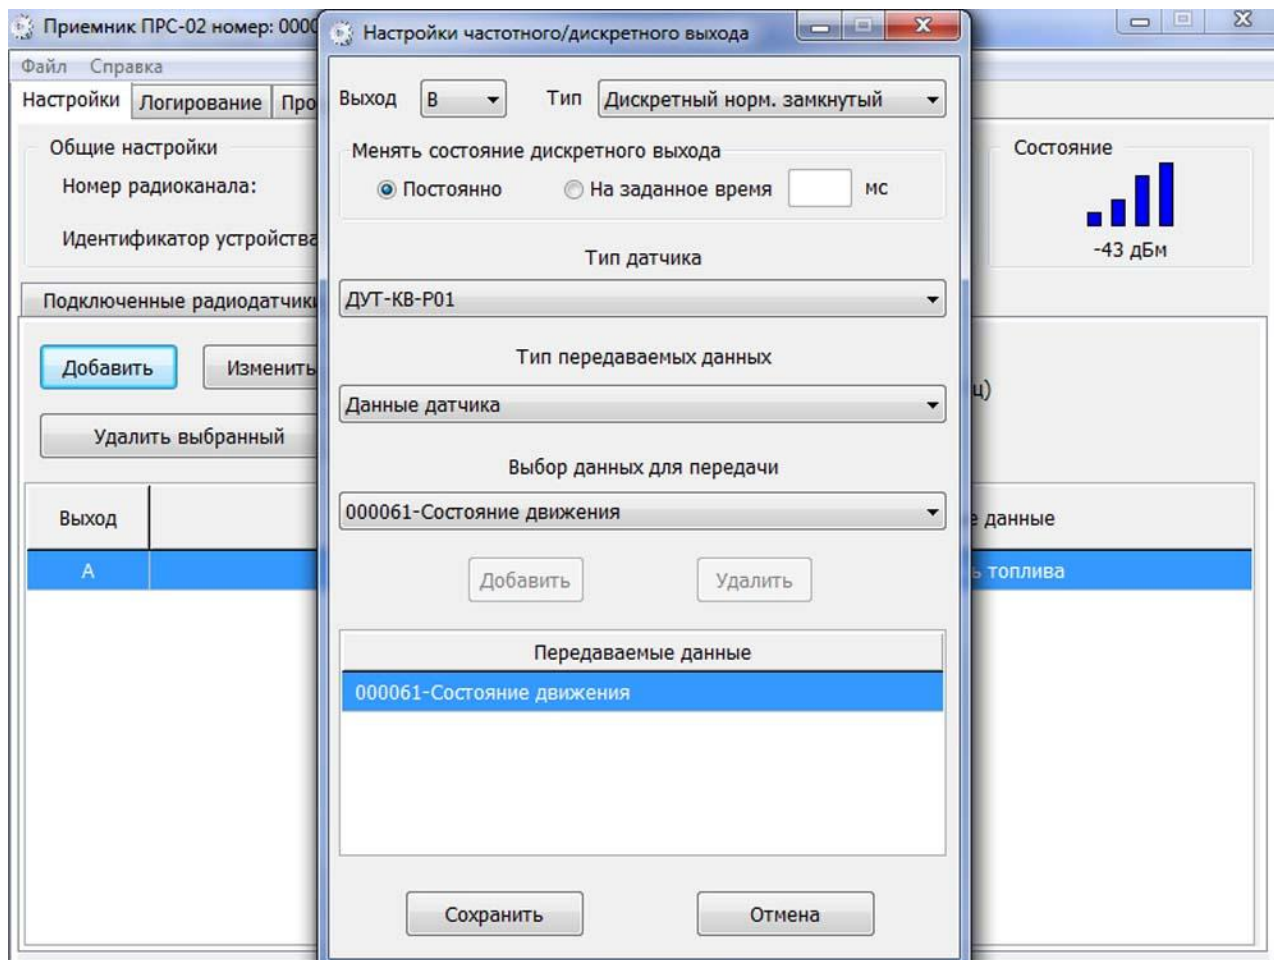 Приемник ПРС-02 номер: 0000
Файл Справка
Настройки Логирование Про
Общие настройки
Номер радиоканала:
Идентификатор устройства
Состояние
-43 дБм
Подключенные радиодатчики
Добавить Изменить
ц)
Удалить выбранный
Выход
е данные
A
ь топлива
Настройки частотного/дискретного выхода
Выход B Тип Дискретный норм. замкнутый
Менять состояние дискретного выхода
Постоянно На заданное время мс
Тип датчика
ДУТ-КВ-Р01
Тип передаваемых данных
Данные датчика
Выбор данных для передачи
000061-Состояние движения
Добавить Удалить
Передаваемые данные
000061-Состояние движения
Сохранить Отмена